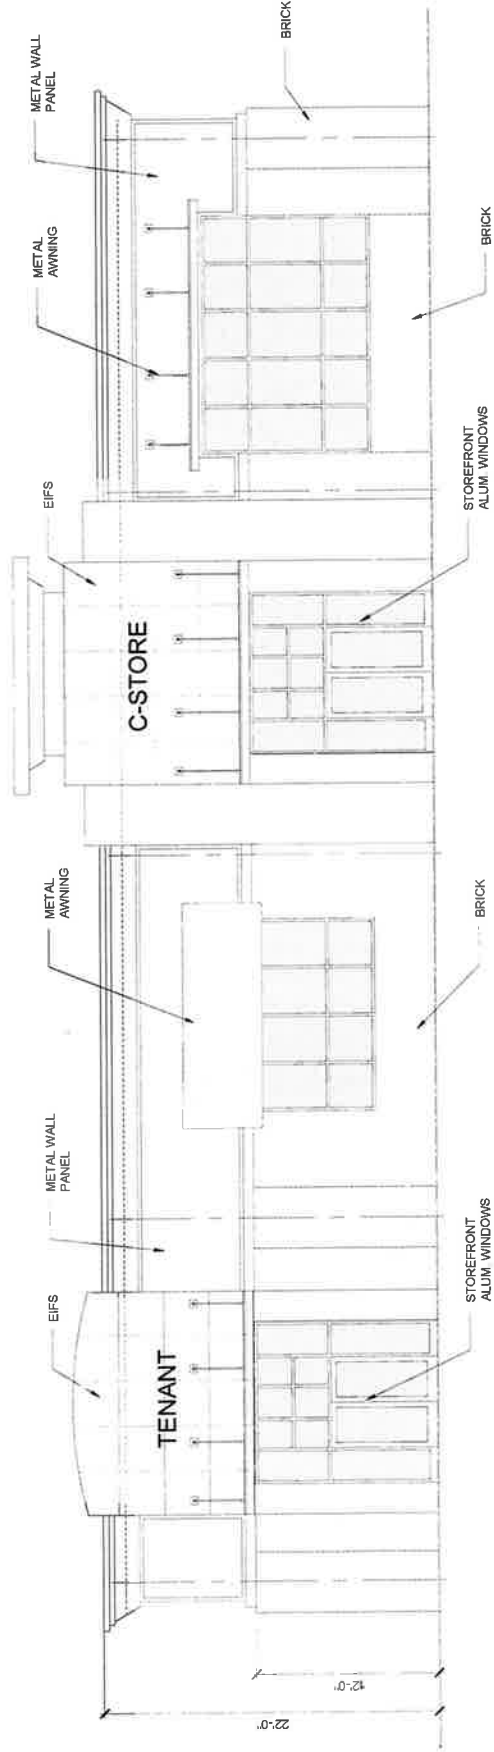 EIFS
METAL WALL
PANEL
METAL
AWNING
EIFS
METAL
AWNING
METAL WALL
PANEL
C-STORE
TENANT
BRICK
22'-0"
12'-0"
STOREFRONT
ALUM. WINDOWS
BRICK
STOREFRONT
ALUM. WINDOWS
BRICK